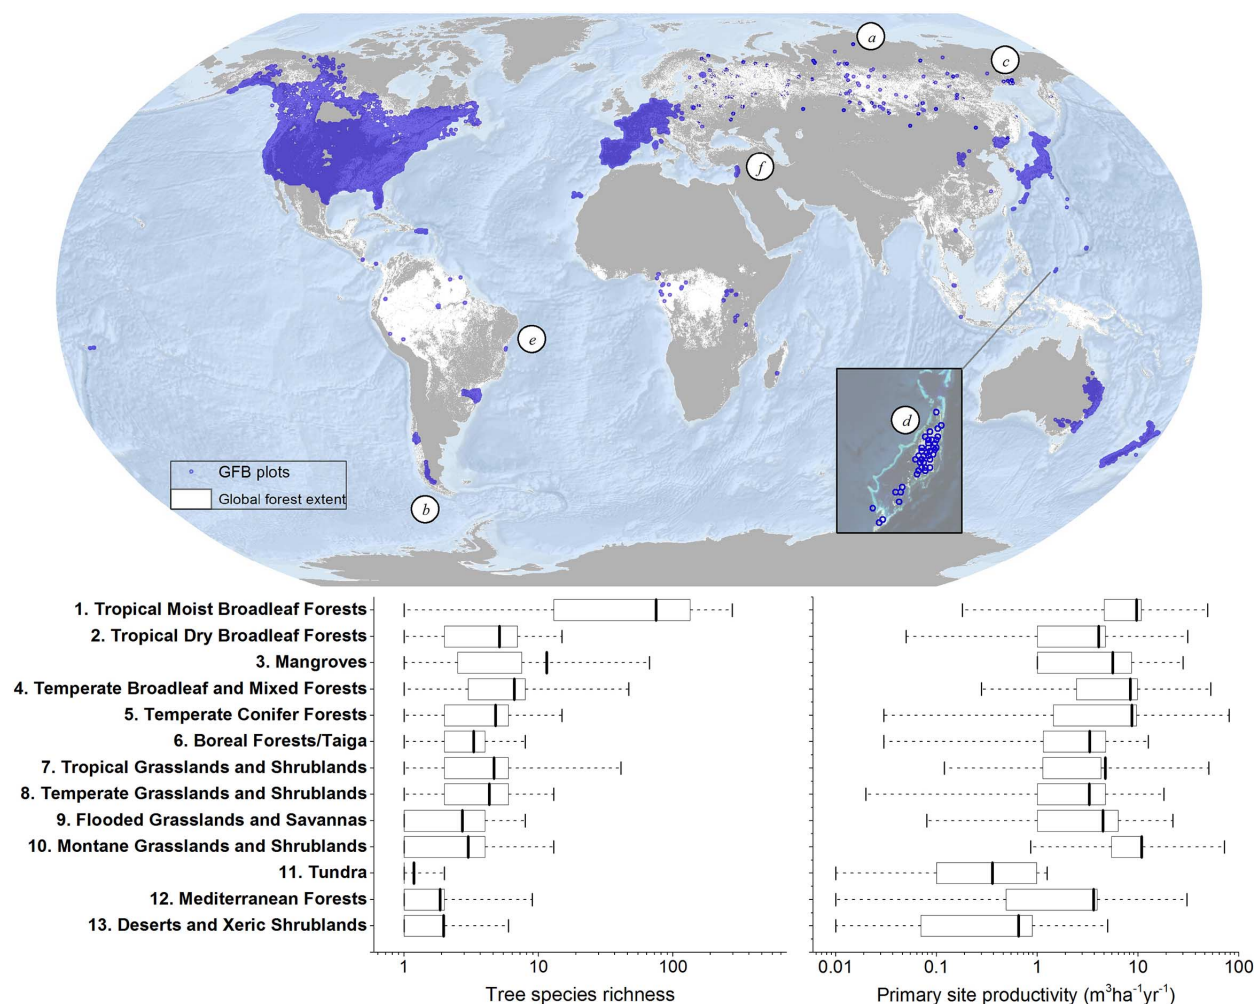 a
c
f
e
d
b
GFB plots
Global forest extent
1. Tropical Moist Broadleaf Forests
2. Tropical Dry Broadleaf Forests
3. Mangroves
4. Temperate Broadleaf and Mixed Forests
5. Temperate Conifer Forests
6. Boreal Forests/Taiga
7. Tropical Grasslands and Shrublands
8. Temperate Grasslands and Shrublands
9. Flooded Grasslands and Savannas
10. Montane Grasslands and Shrublands
11. Tundra
12. Mediterranean Forests
13. Deserts and Xeric Shrublands
1 10 100
Tree species richness
0.01 0.1 1 10 100
Primary site productivity (m³ha⁻¹yr⁻¹)